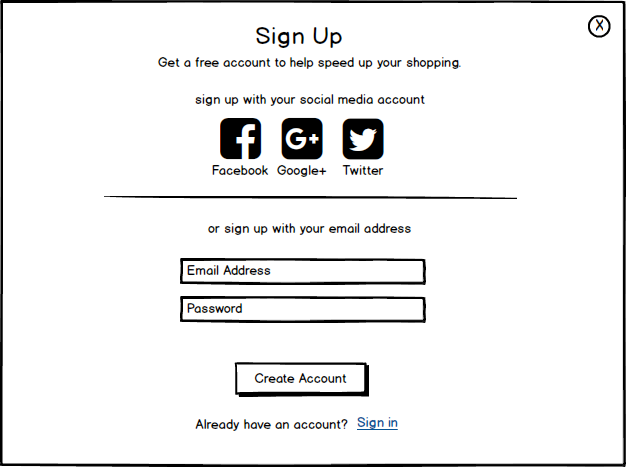 Sign Up
X
Get a free account to help speed up your shopping.
sign up with your social media account
Facebook Google+ Twitter
or sign up with your email address
Email Address
Password
Create Account
Already have an account? Sign in